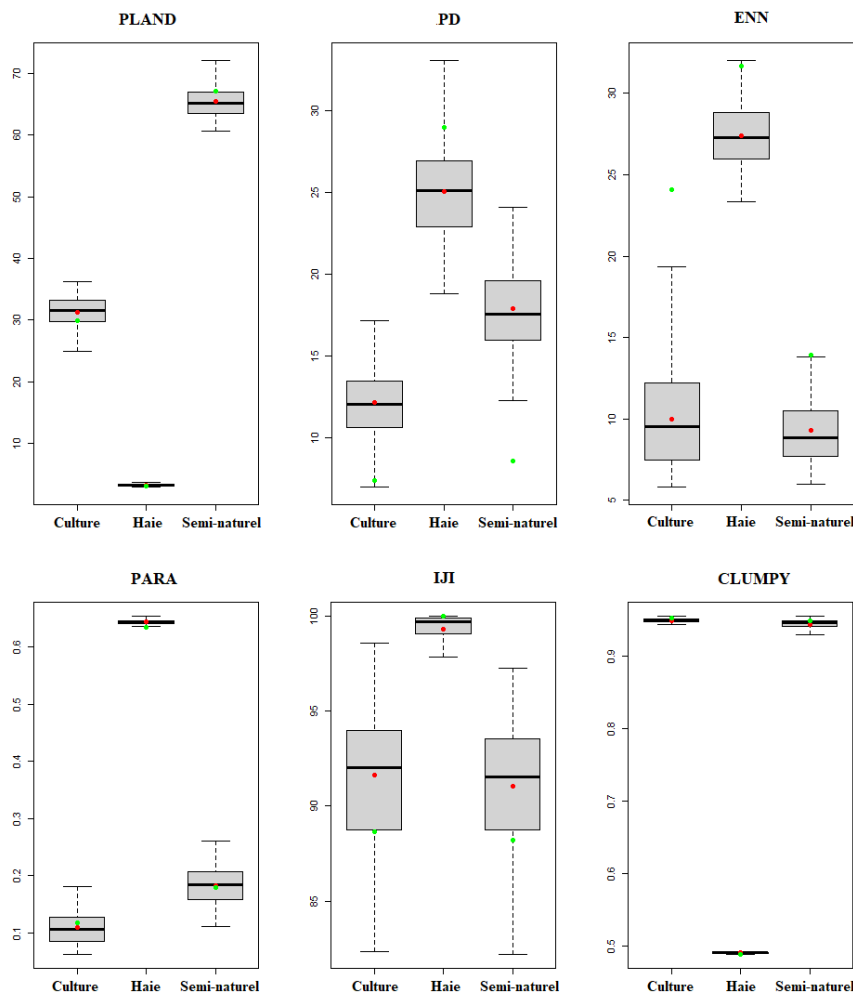 PLAND
70
60
50
40
30
20
10
Culture Haie Semi-naturel
PD
30
25
20
15
10
Culture Haie Semi-naturel
ENN
30
25
20
15
10
5
Culture Haie Semi-naturel
PARA
0.6
0.5
0.4
0.3
0.2
0.1
Culture Haie Semi-naturel
IJI
100
95
90
85
Culture Haie Semi-naturel
CLUMPY
0.9
0.8
0.7
0.6
0.5
Culture Haie Semi-naturel